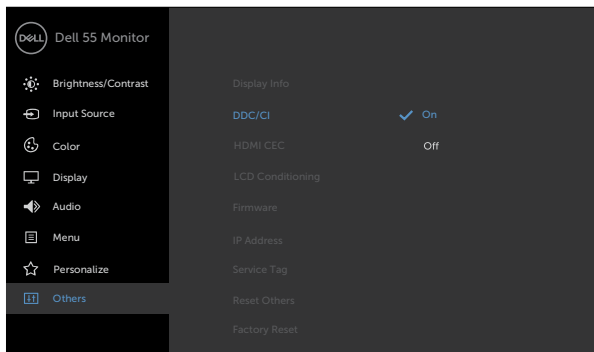 DELL Dell 55 Monitor
Brightness/Contrast Display Info
Input Source DDC/CI On
Color HDMI CEC Off
Display LCD Conditioning
Audio Firmware
Menu IP Address
Personalize Service Tag
Others Reset Others
Factory Reset